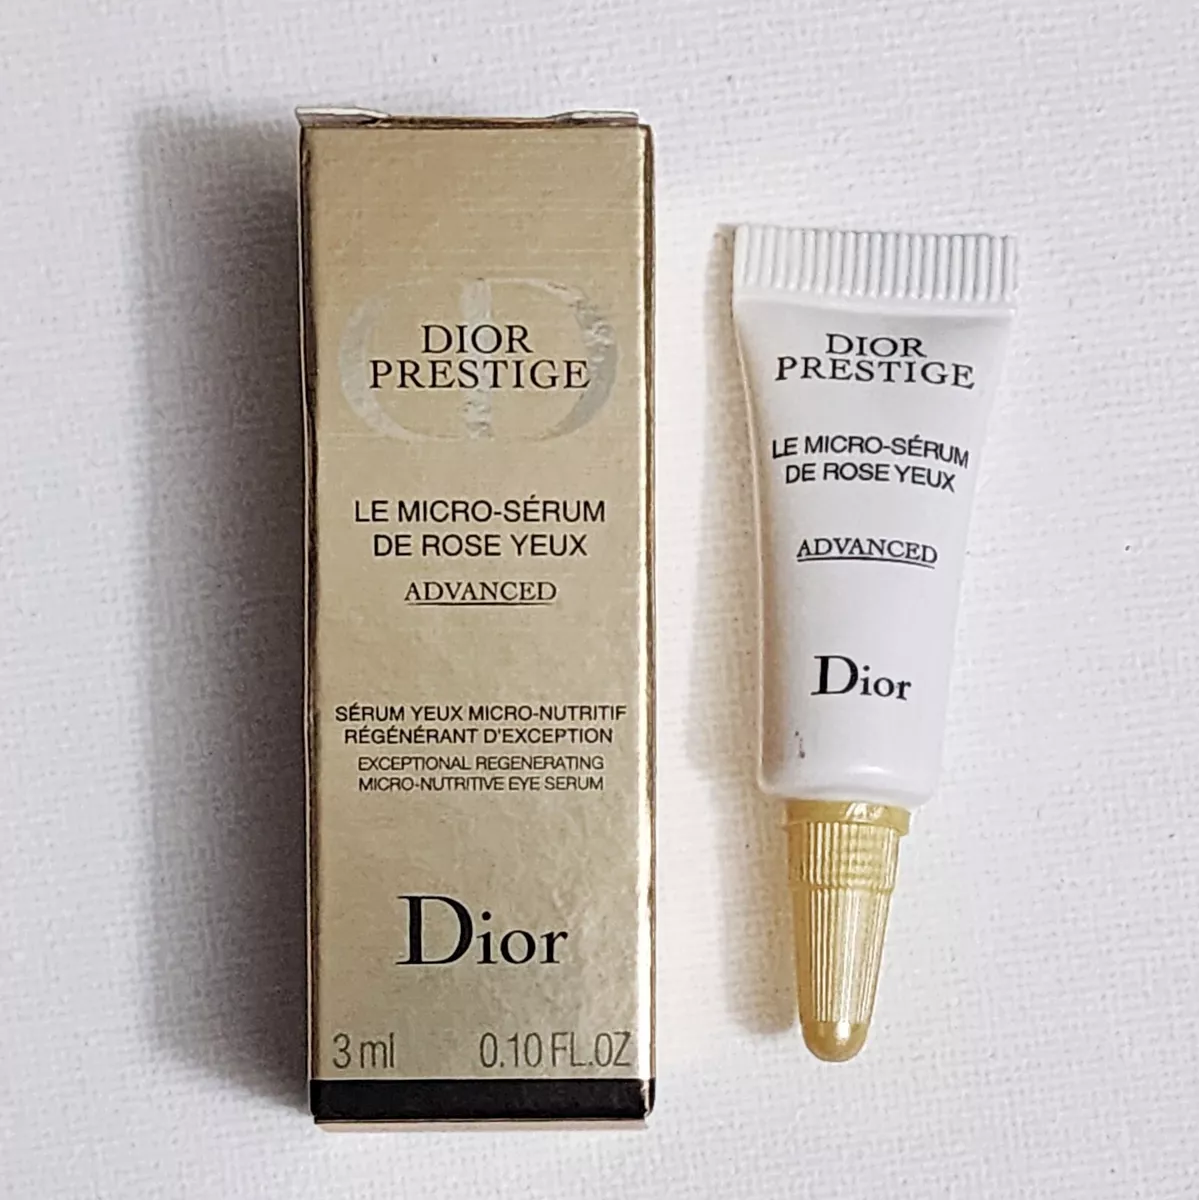 DIOR
PRESTIGE
LE MICRO-SÉRUM
DE ROSE YEUX
ADVANCED
SÉRUM YEUX MICRO-NUTRITIF
RÉGÉNÉRANT D'EXCEPTION
EXCEPTIONAL REGENERATING
MICRO-NUTRITIVE EYE SERUM
Dior
3 ml 0.10 FL.OZ
DIOR
PRESTIGE
LE MICRO-SÉRUM
DE ROSE YEUX
ADVANCED
Dior